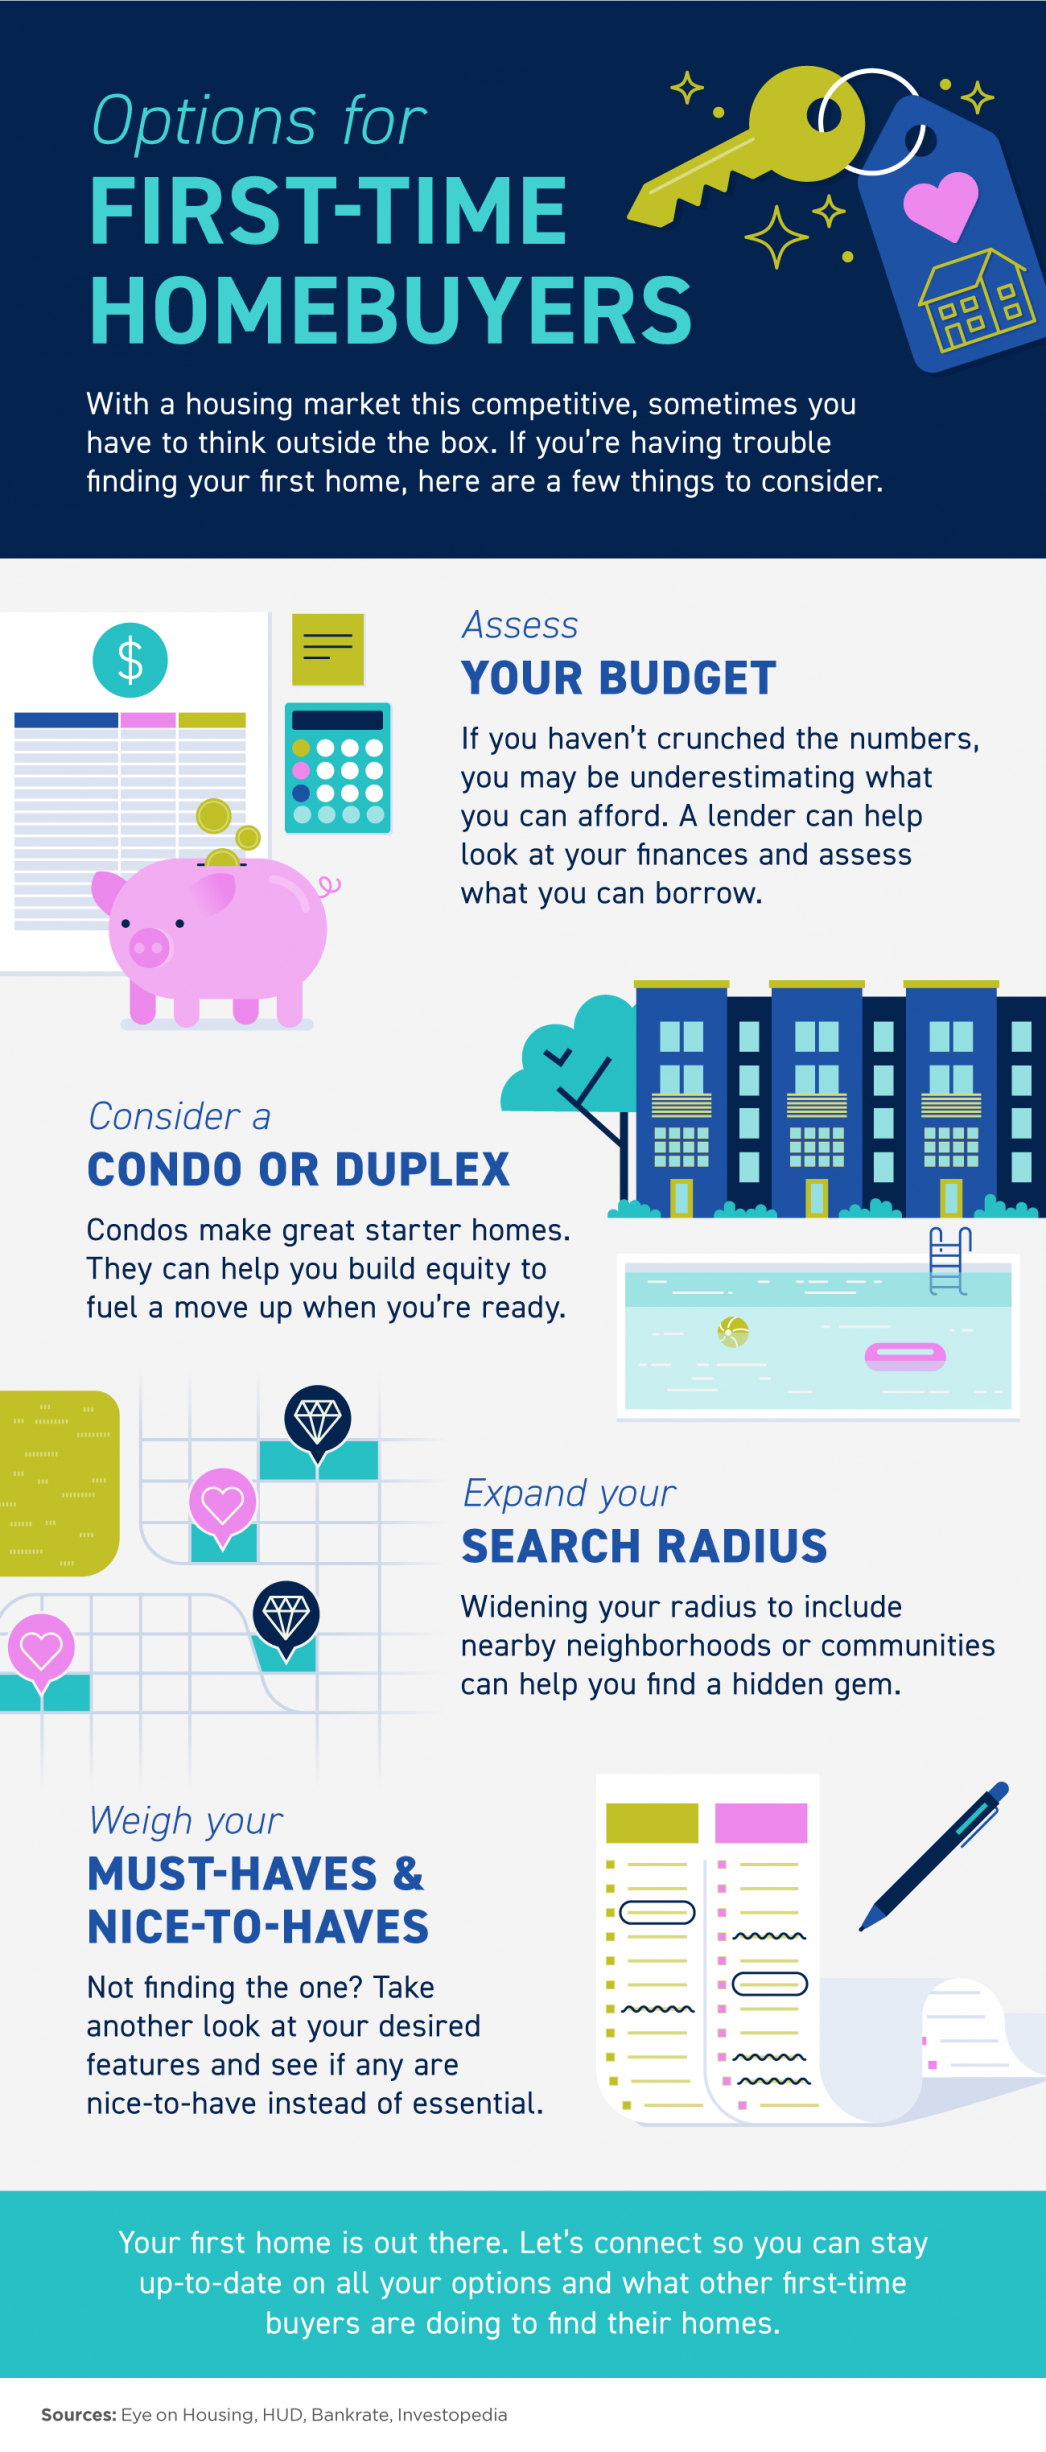 Options for
FIRST-TIME
HOMEBUYERS
With a housing market this competitive, sometimes you
have to think outside the box. If you're having trouble
finding your first home, here are a few things to consider.
$
Assess
YOUR BUDGET
If you haven't crunched the numbers,
you may be underestimating what
you can afford. A lender can help
look at your finances and assess
what you can borrow.
Consider a
CONDO OR DUPLEX
Condos make great starter homes.
They can help you build equity to
fuel a move up when you're ready.
Expand your
SEARCH RADIUS
Widening your radius to include
nearby neighborhoods or communities
can help you find a hidden gem.
Weigh your
MUST-HAVES &
NICE-TO-HAVES
Not finding the one? Take
another look at your desired
features and see if any are
nice-to-have instead of essential.
Your first home is out there. Let's connect so you can stay
up-to-date on all your options and what other first-time
buyers are doing to find their homes.
Sources: Eye on Housing, HUD, Bankrate, Investopedia